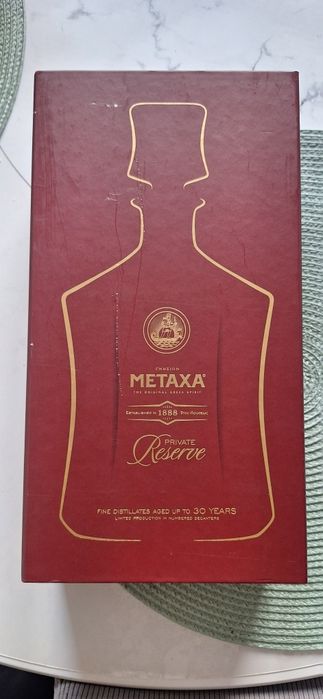 METAXA®
THE ORIGINAL GREEK SPIRIT
ESTABLISHED IN 1888
PRIVATE
Reserve
FINE DISTILLATES AGED UP TO 30 YEARS
LIMITED PRODUCTION IN NUMBERED DECANTERS